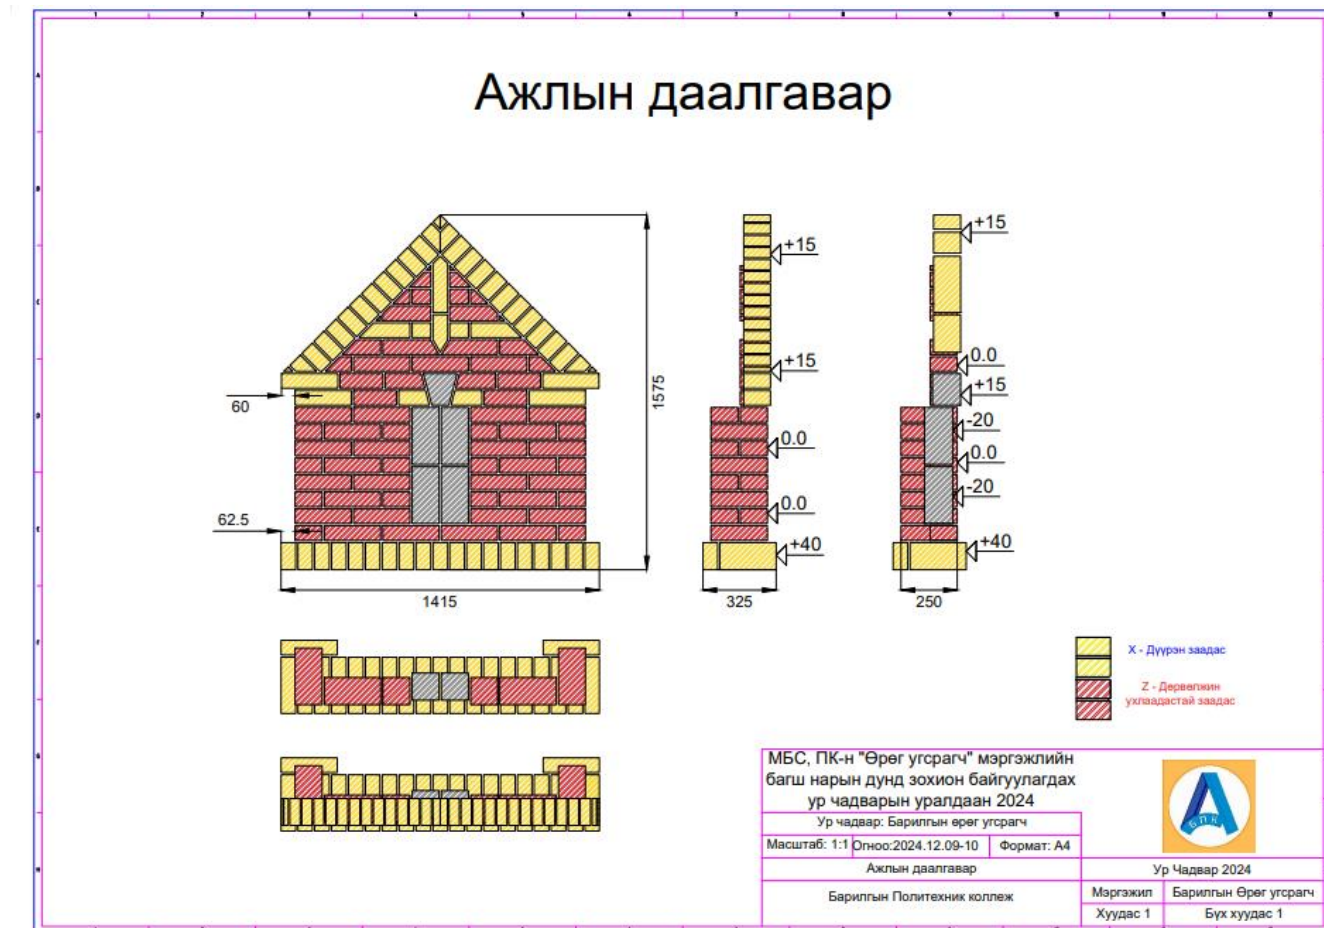 Ажлын даалгавар
+15
+15
+15
+15
0.0
+15
-20
0.0
-20
0.0
0.0
+40
+40
60
62.5
1575
1415
325
250
X - Дүүрэн заадас
Z - Дөрвөлжин
ухлаадастай заадас
МБС, ПК-н "Өрөг угсрагч" мэргэжлийн
багш нарын дунд зохион байгуулагдах
ур чадварын уралдаан 2024
Ур чадвар: Барилгын өрөг угсрагч
Масштаб: 1:1 Огноо:2024.12.09-10 Формат: А4
Ажлын даалгавар
Ур Чадвар 2024
Барилгын Политехник коллеж
Мэргэжил Барилгын Өрөг угсрагч
Хуудас 1 Бүх хуудас 1
БПК